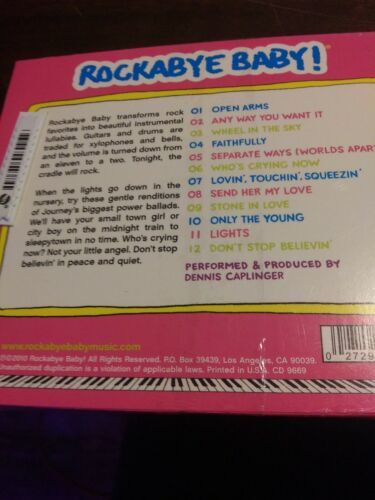 ROCKABYE BABY!
Rockabye Baby transforms rock
favorites into beautiful instrumental
lullabies. Guitars and drums are
traded for xylophones and bells,
and the volume is turned down from
an eleven to a two. Tonight, the
cradle will rock.
When the lights go down in the
nursery, try these gentle renditions
of Journey's biggest power ballads.
We'll have your small town girl or
city boy on the midnight train to
sleepytown in no time. Who's crying
now? Not your little angel. Don't stop
believin' in peace and quiet.
01 OPEN ARMS
02 ANY WAY YOU WANT IT
03 WHEEL IN THE SKY
04 FAITHFULLY
05 SEPARATE WAYS (WORLDS APAR
06 WHO'S CRYING NOW
07 LOVIN', TOUCHIN', SQUEEZIN'
08 SEND HER MY LOVE
09 STONE IN LOVE
10 ONLY THE YOUNG
11 LIGHTS
12 DON'T STOP BELIEVIN'
PERFORMED & PRODUCED BY
DENNIS CAPLINGER
www.rockabyebabymusic.com
©2010 Rockabye Baby! All Rights Reserved. P.O. Box 39439, Los Angeles, CA 90039.
Unauthorized duplication is a violation of applicable laws. Printed in U.S.A. CD 9669
0 2729